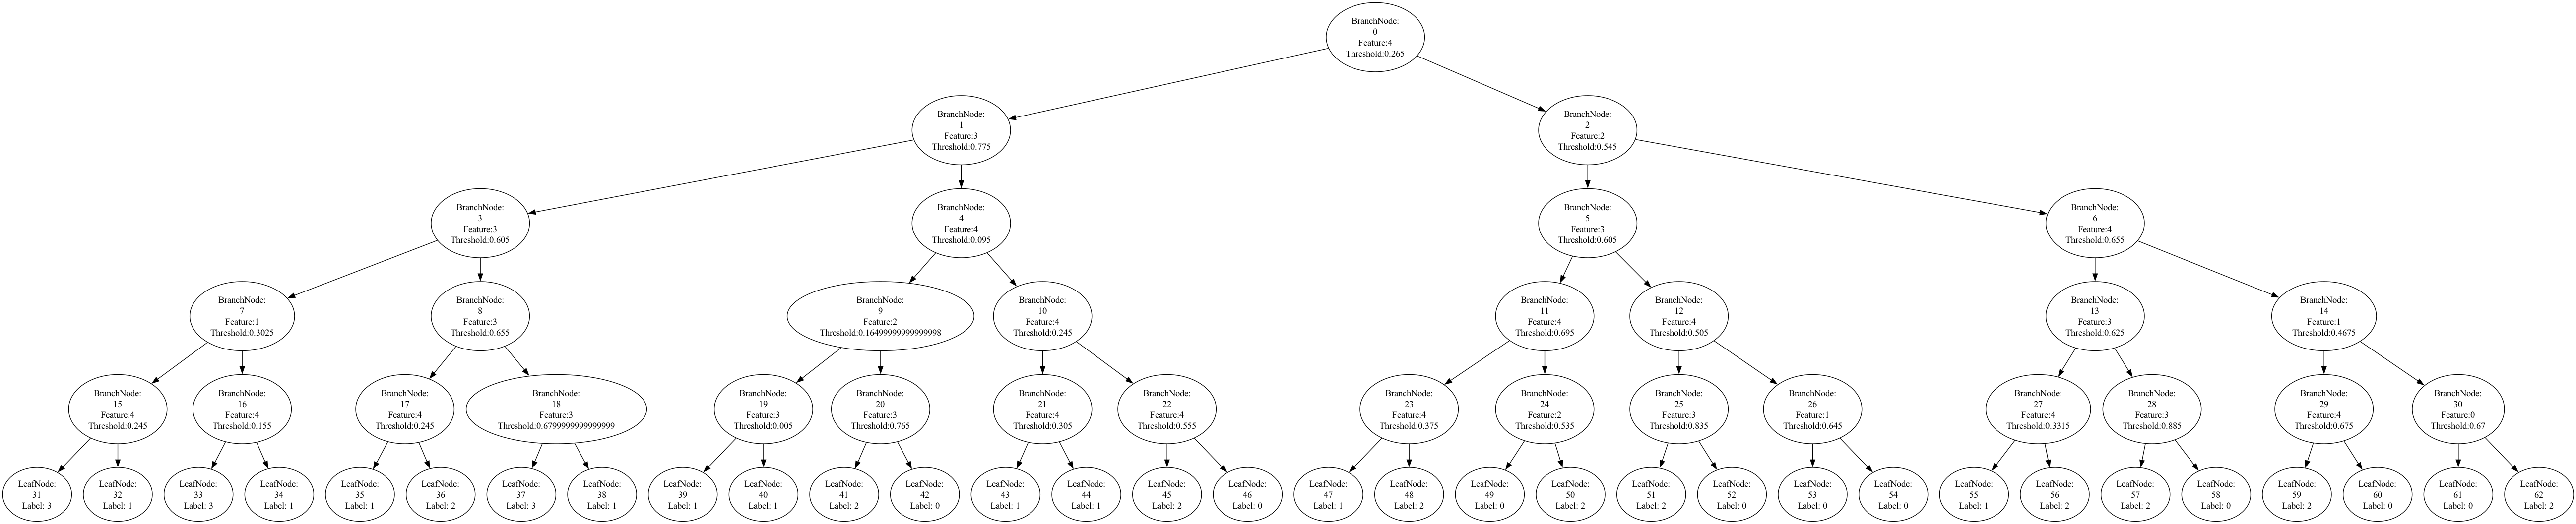 BranchNode:
0
Feature:4
Threshold:0.265
BranchNode:
1
Feature:3
Threshold:0.775
BranchNode:
2
Feature:2
Threshold:0.545
BranchNode:
3
Feature:3
Threshold:0.605
BranchNode:
4
Feature:4
Threshold:0.095
BranchNode:
5
Feature:3
Threshold:0.605
BranchNode:
6
Feature:4
Threshold:0.655
BranchNode:
7
Feature:1
Threshold:0.3025
BranchNode:
8
Feature:3
Threshold:0.655
BranchNode:
9
Feature:2
Threshold:0.16499999999999998
BranchNode:
10
Feature:4
Threshold:0.245
BranchNode:
11
Feature:4
Threshold:0.695
BranchNode:
12
Feature:4
Threshold:0.505
BranchNode:
13
Feature:3
Threshold:0.625
BranchNode:
14
Feature:1
Threshold:0.4675
BranchNode:
15
Feature:4
Threshold:0.245
BranchNode:
16
Feature:4
Threshold:0.155
BranchNode:
17
Feature:4
Threshold:0.245
BranchNode:
18
Feature:3
Threshold:0.6799999999999999
BranchNode:
19
Feature:3
Threshold:0.005
BranchNode:
20
Feature:3
Threshold:0.765
BranchNode:
21
Feature:4
Threshold:0.305
BranchNode:
22
Feature:4
Threshold:0.555
BranchNode:
23
Feature:4
Threshold:0.375
BranchNode:
24
Feature:2
Threshold:0.535
BranchNode:
25
Feature:3
Threshold:0.835
BranchNode:
26
Feature:1
Threshold:0.645
BranchNode:
27
Feature:4
Threshold:0.3315
BranchNode:
28
Feature:3
Threshold:0.885
BranchNode:
29
Feature:4
Threshold:0.675
BranchNode:
30
Feature:0
Threshold:0.67
LeafNode:
31
Label: 3
LeafNode:
32
Label: 1
LeafNode:
33
Label: 3
LeafNode:
34
Label: 1
LeafNode:
35
Label: 1
LeafNode:
36
Label: 2
LeafNode:
37
Label: 3
LeafNode:
38
Label: 1
LeafNode:
39
Label: 1
LeafNode:
40
Label: 1
LeafNode:
41
Label: 2
LeafNode:
42
Label: 0
LeafNode:
43
Label: 1
LeafNode:
44
Label: 1
LeafNode:
45
Label: 2
LeafNode:
46
Label: 0
LeafNode:
47
Label: 1
LeafNode:
48
Label: 2
LeafNode:
49
Label: 0
LeafNode:
50
Label: 2
LeafNode:
51
Label: 2
LeafNode:
52
Label: 0
LeafNode:
53
Label: 0
LeafNode:
54
Label: 0
LeafNode:
55
Label: 1
LeafNode:
56
Label: 2
LeafNode:
57
Label: 2
LeafNode:
58
Label: 0
LeafNode:
59
Label: 2
LeafNode:
60
Label: 0
LeafNode:
61
Label: 0
LeafNode:
62
Label: 2